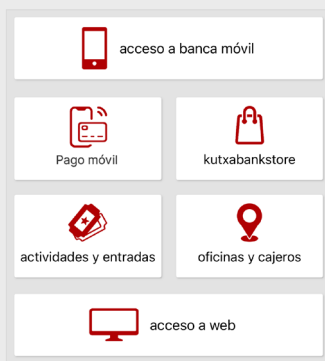 acceso a banca móvil
Pago móvil
kutxabankstore
actividades y entradas
oficinas y cajeros
acceso a web